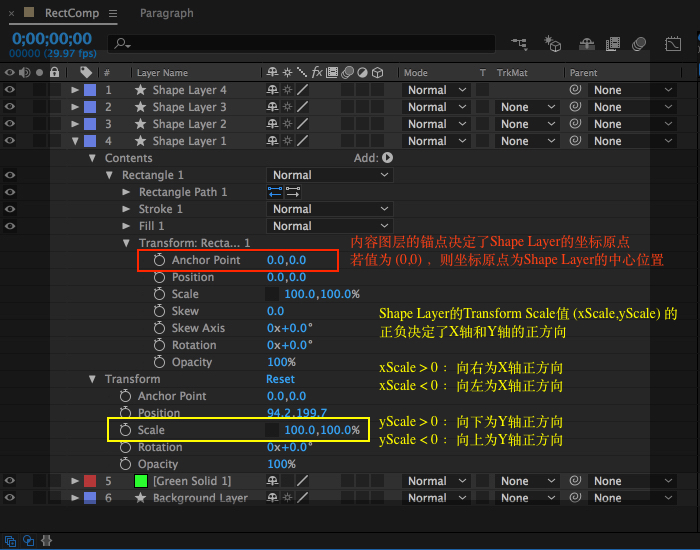 × RectComp ☰ Paragraph
0;00;00;00
00000 (29.97 fps)
# Layer Name fx Mode T TrkMat Parent
1 ★ Shape Layer 4 Normal None
2 ★ Shape Layer 3 Normal None None
3 ★ Shape Layer 2 Normal None None
4 ★ Shape Layer 1 Normal None None
Contents Add:
Rectangle 1 Normal
Rectangle Path 1
Stroke 1 Normal
Fill 1 Normal
Transform: Recta... 1
内容图层的锚点决定了Shape Layer的坐标原点
Anchor Point 0.0,0.0
若值为 (0,0) ，则坐标原点为Shape Layer的中心位置
Position 0.0,0.0
Scale 100.0,100.0%
Skew 0.0
Shape Layer的Transform Scale值 (xScale,yScale) 的
Skew Axis 0x+0.0°
正负决定了X轴和Y轴的正方向
Rotation 0x+0.0°
Opacity 100%
xScale > 0 ：向右为X轴正方向
Transform Reset
xScale < 0 ：向左为X轴正方向
Anchor Point 0.0,0.0
Position 94.2,199.7
yScale > 0 ：向下为Y轴正方向
Scale 100.0,100.0%
yScale < 0 ：向上为Y轴正方向
Rotation 0x+0.0°
Opacity 100%
5 [Green Solid 1] Normal None None
6 ★ Background Layer Normal None None